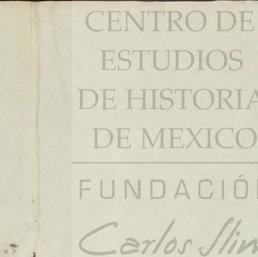 CENTRO DE
ESTUDIOS
DE HISTORIA
DE MEXICO
FUNDACIÓN
Carlos Slim